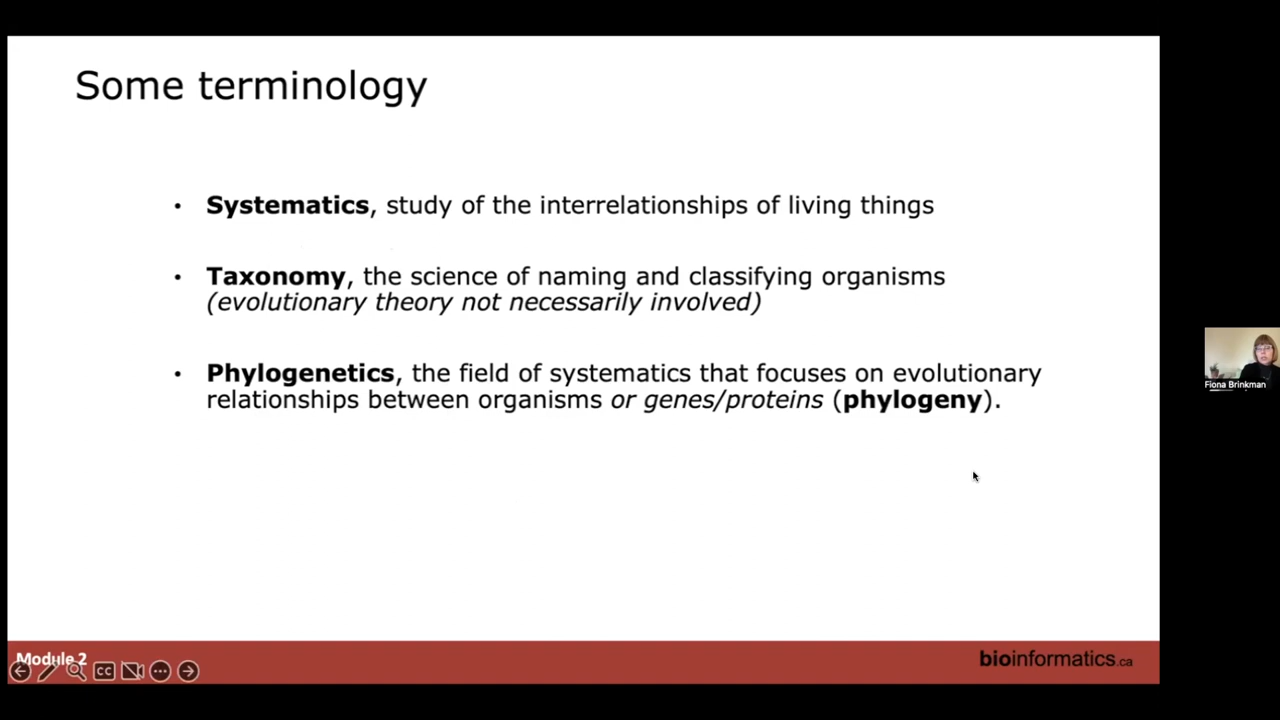 Some terminology
• Systematics, study of the interrelationships of living things
• Taxonomy, the science of naming and classifying organisms
(evolutionary theory not necessarily involved)
• Phylogenetics, the field of systematics that focuses on evolutionary
relationships between organisms or genes/proteins (phylogeny).
Fiona Brinkman
Module 2
bioinformatics.ca
CC